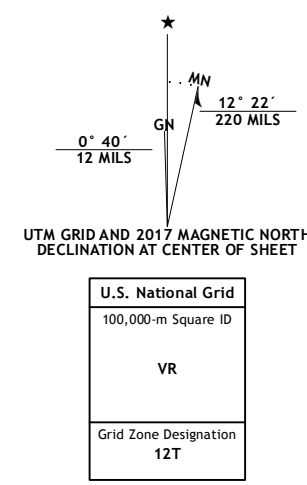 ★
MN
GN
12° 22´
220 MILS
0° 40´
12 MILS
UTM GRID AND 2017 MAGNETIC NORTH
DECLINATION AT CENTER OF SHEET
U.S. National Grid
100,000-m Square ID
VR
Grid Zone Designation
12T